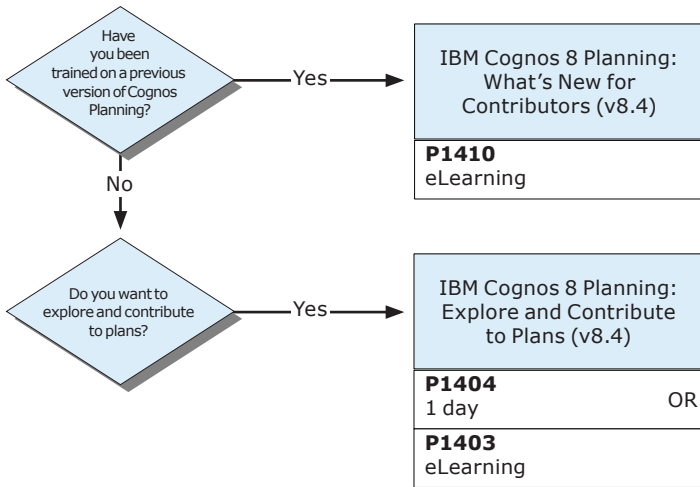 Have
you been
trained on a previous
version of Cognos
Planning?
Yes
IBM Cognos 8 Planning:
What’s New for
Contributors (v8.4)
P1410
eLearning
No
Do you want to
explore and contribute
to plans?
Yes
IBM Cognos 8 Planning:
Explore and Contribute
to Plans (v8.4)
P1404
1 day
OR
P1403
eLearning